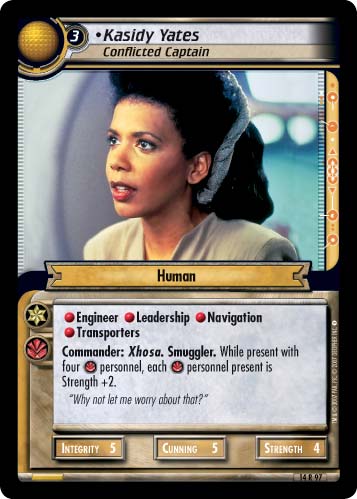 3
•Kasidy Yates
Conflicted Captain
Human
Engineer Leadership Navigation
Transporters
Commander: Xhosa. Smuggler. While present with
four personnel, each personnel present is
Strength +2.
"Why not let me worry about that?"
INTEGRITY 5 CUNNING 5 STRENGTH 4
14 R 97